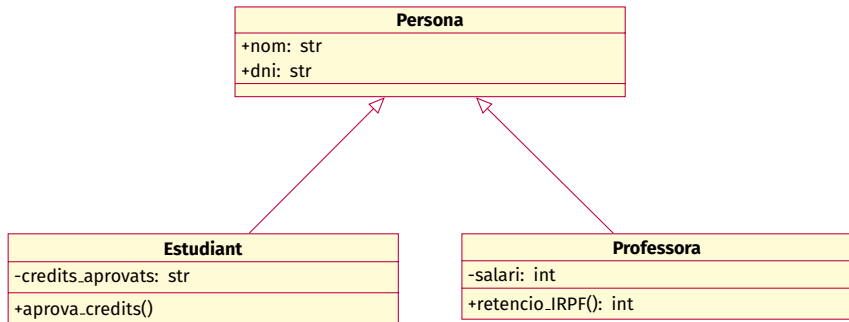 Persona
+nom: str
+dni: str
Estudiant
-credits_aprovats: str
+aprova_credits()
Professora
-salari: int
+retencio_IRPF(): int